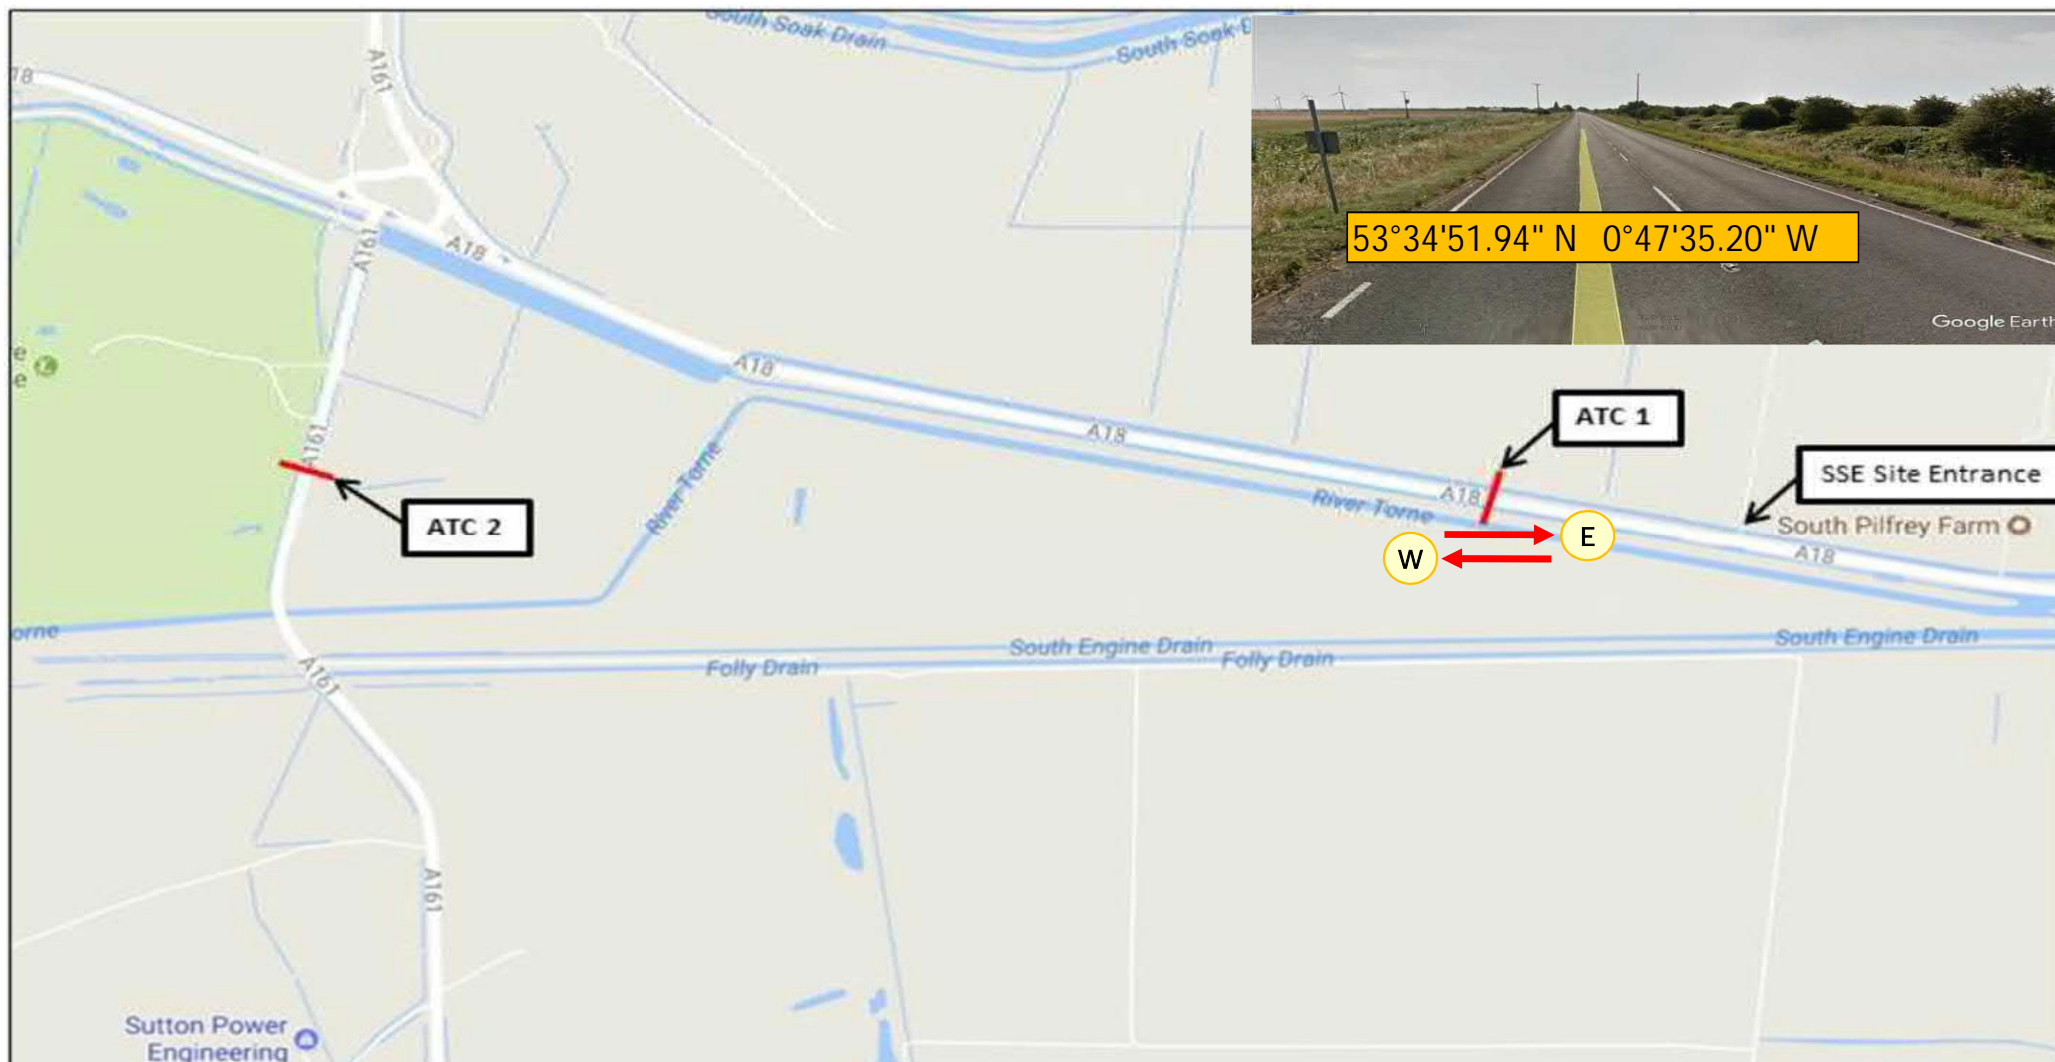 South Soak Drain
South Soak D
18
A161
53°34'51.94" N 0°47'35.20" W
Google Earth
A161
A18
A18
ATC 1
A18
A161
SSE Site Entrance
A18
River Torne
River Torne
ATC 2
South Pilfrey Farm
E
W
A18
orne
South Engine Drain
South Engine Drain
Folly Drain
Folly Drain
A161
A161
Sutton Power
Engineering